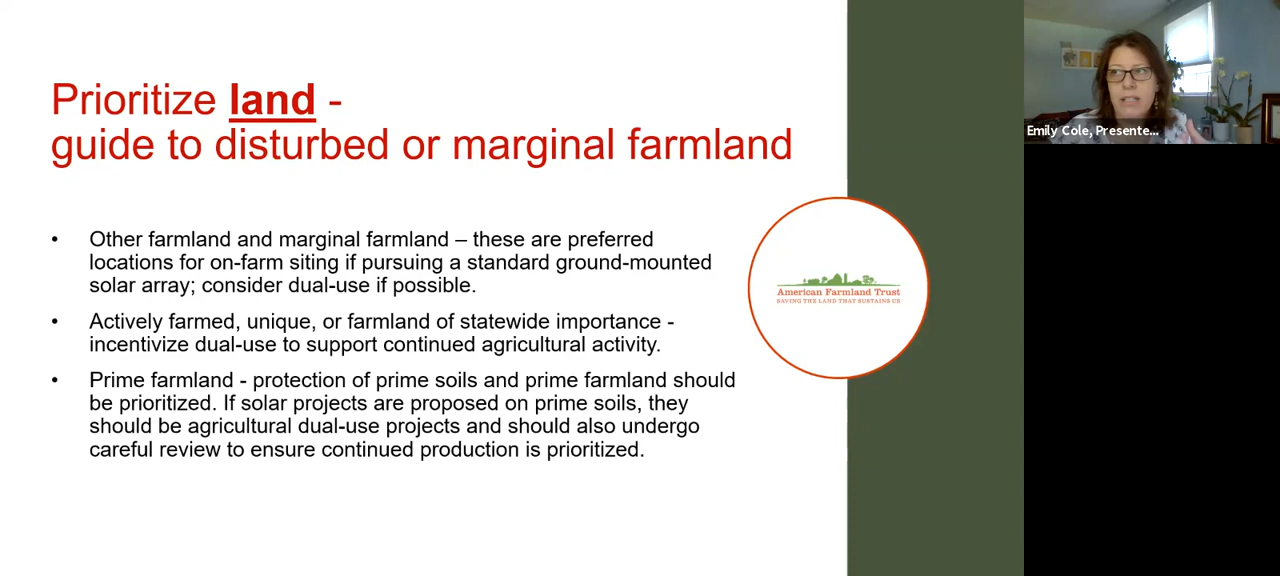 Prioritize land -
guide to disturbed or marginal farmland
• Other farmland and marginal farmland – these are preferred
locations for on-farm siting if pursuing a standard ground-mounted
solar array; consider dual-use if possible.
• Actively farmed, unique, or farmland of statewide importance -
incentivize dual-use to support continued agricultural activity.
• Prime farmland - protection of prime soils and prime farmland should
be prioritized. If solar projects are proposed on prime soils, they
should be agricultural dual-use projects and should also undergo
careful review to ensure continued production is prioritized.
American Farmland Trust
SAVING THE LAND THAT SUSTAINS US
Emily Cole, Presente...